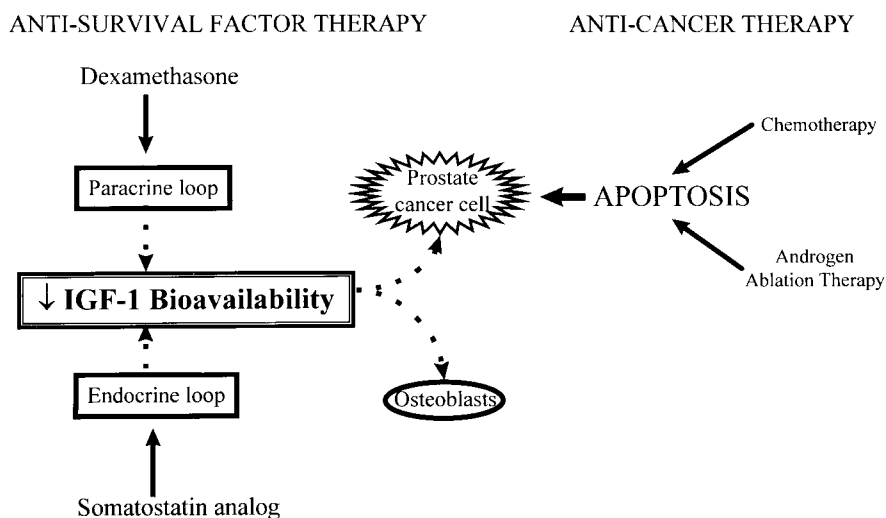 ANTI-SURVIVAL FACTOR THERAPY
ANTI-CANCER THERAPY
Dexamethasone
Paracrine loop
↓ IGF-1 Bioavailability
Endocrine loop
Somatostatin analog
Prostate
cancer cell
Osteoblasts
APOPTOSIS
Chemotherapy
Androgen
Ablation Therapy